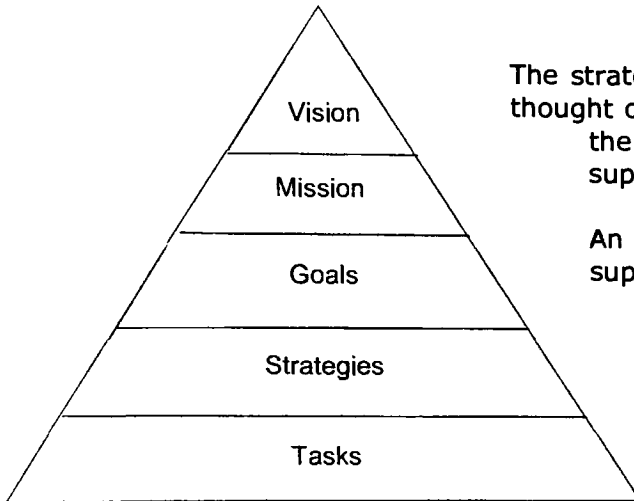 Vision
Mission
Goals
Strategies
Tasks
The strate
thought o
the
sup
An
sup